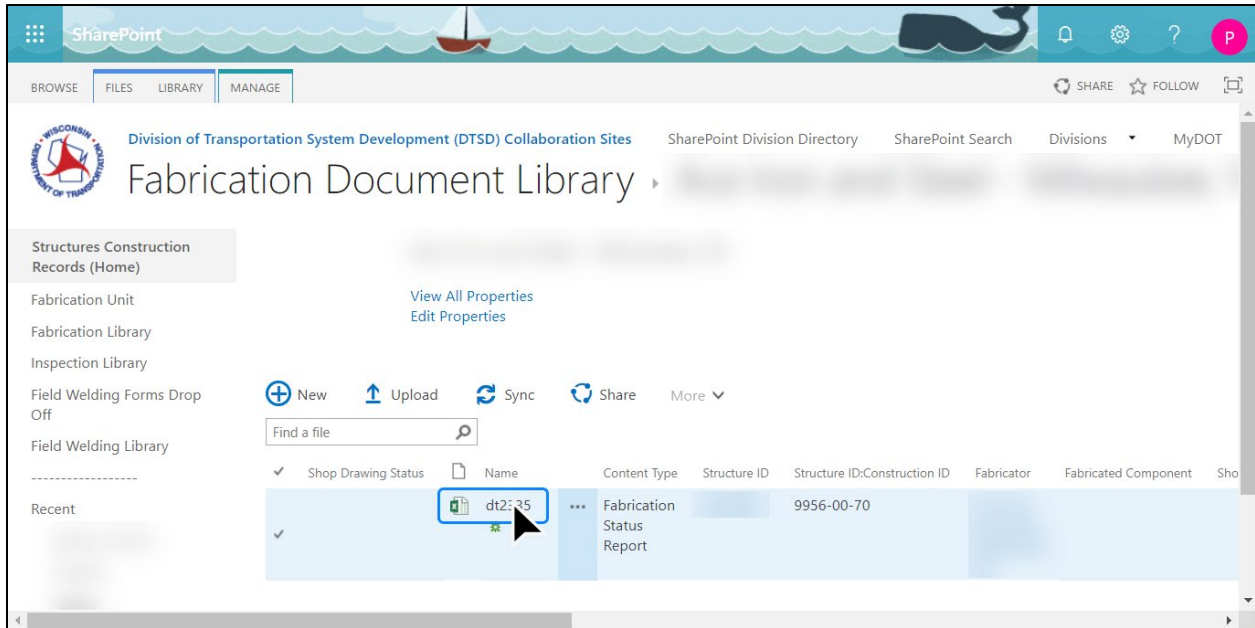 SharePoint
?
P
BROWSE FILES LIBRARY MANAGE SHARE FOLLOW
WISCONSIN
DEPARTMENT OF TRANSPORTATION
Division of Transportation System Development (DTSD) Collaboration Sites SharePoint Division Directory SharePoint Search Divisions MyDOT
Fabrication Document Library
Structures Construction
Records (Home)
Fabrication Unit
Fabrication Library
Inspection Library
Field Welding Forms Drop
Off
Field Welding Library
------------------
Recent
View All Properties
Edit Properties
New Upload Sync Share More
Find a file
Shop Drawing Status Name Content Type Structure ID Structure ID:Construction ID Fabricator Fabricated Component Sho
Fabrication 9956-00-70
Status
Report